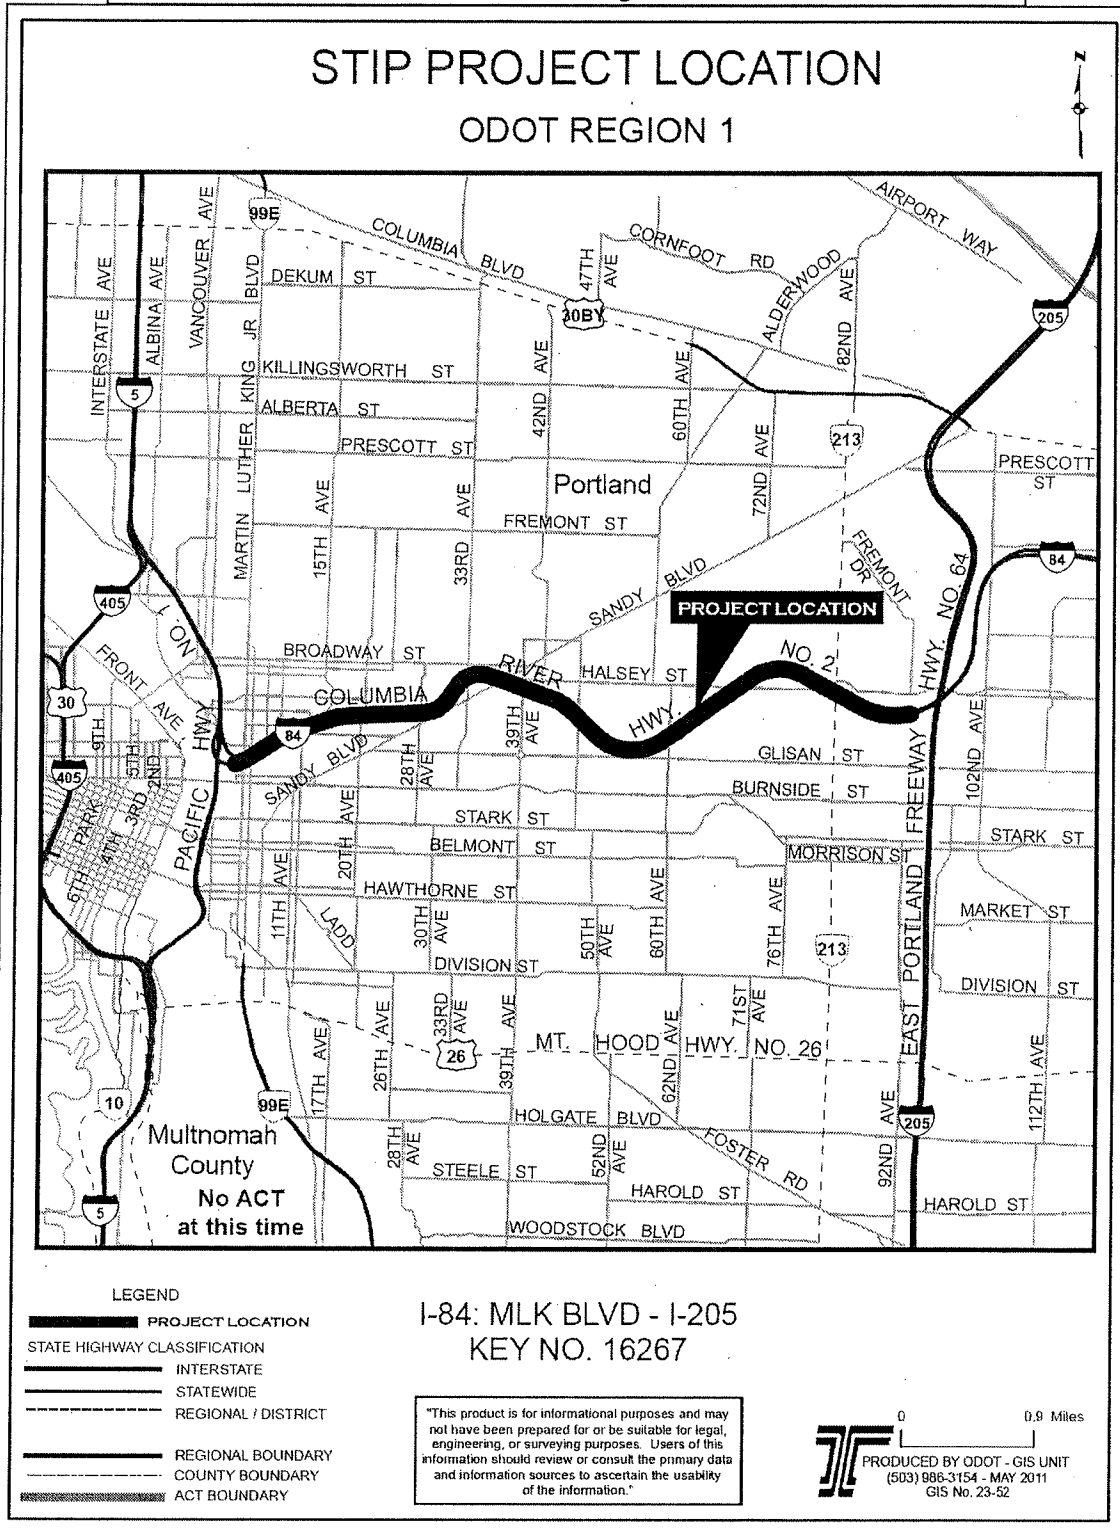 STIP PROJECT LOCATION
ODOT REGION 1
N
99E
COLUMBIA BLVD
AIRPORT WAY
CORNFOOT RD
47TH AVE
ALDERWOOD
82ND AVE
INTERSTATE AVE
ALBINA AVE
VANCOUVER AVE
MARTIN LUTHER KING JR BLVD
DEKUM ST
30BY
205
5
KILLINGSWORTH ST
ALBERTA ST
PRESCOTT ST
42ND AVE
60TH AVE
72ND AVE
213
PRESCOTT ST
Portland
15TH AVE
33RD AVE
FREMONT ST
FREMONT DR
SANDY BLVD
HWY. NO. 64
84
405
NO. 1
PROJECT LOCATION
FRONT AVE
BROADWAY ST
COLUMBIA RIVER HWY. NO. 2
HALSEY ST
30
9TH
5TH
2ND
HWY
84
SANDY BLVD
28TH AVE
39TH AVE
GLISAN ST
102ND AVE
405
PARK
3RD
4TH
6TH
PACIFIC
BURNSIDE ST
STARK ST
20TH AVE
BELMONT ST
MORRISON ST
STARK ST
11TH AVE
HAWTHORNE ST
LADD
30TH AVE
50TH AVE
60TH AVE
76TH AVE
MARKET ST
213
EAST PORTLAND FREEWAY
DIVISION ST
DIVISION ST
33RD AVE
26TH AVE
17TH AVE
26
39TH AVE
MT. HOOD HWY. NO. 26
62ND AVE
71ST AVE
112TH AVE
10
99E
HOLGATE BLVD
205
92ND AVE
Multnomah
County
No ACT
at this time
28TH AVE
52ND AVE
FOSTER RD
STEELE ST
HAROLD ST
HAROLD ST
5
WOODSTOCK BLVD
LEGEND
PROJECT LOCATION
STATE HIGHWAY CLASSIFICATION
INTERSTATE
STATEWIDE
REGIONAL / DISTRICT
REGIONAL BOUNDARY
COUNTY BOUNDARY
ACT BOUNDARY
I-84: MLK BLVD - I-205
KEY NO. 16267
"This product is for informational purposes and may
not have been prepared for or be suitable for legal,
engineering, or surveying purposes. Users of this
information should review or consult the primary data
and information sources to ascertain the usability
of the information."
0 0.9 Miles
PRODUCED BY ODOT - GIS UNIT
(503) 986-3154 - MAY 2011
GIS No. 23-52